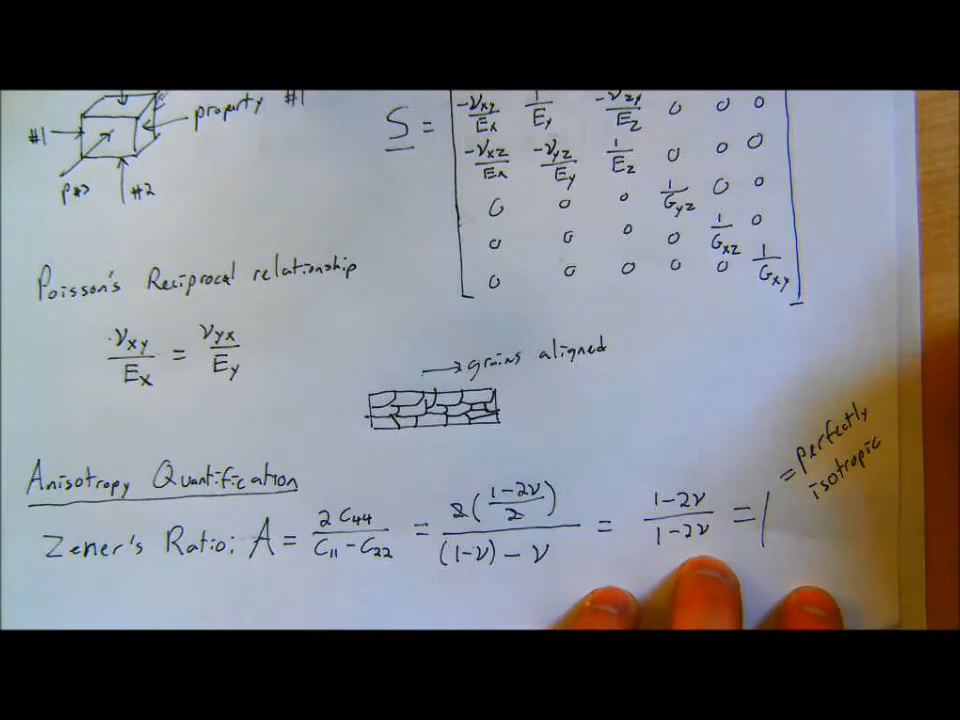 #1
property
#1
P#3
#2
S =
-νxy/Ex 1/Ey -νzy/Ez 0 0 0
-νxz/Ex -νyz/Ey 1/Ez 0 0 0
0 0 0 1/Gyz 0 0
0 0 0 0 1/Gxz 0
0 0 0 0 0 1/Gxy
Poisson's Reciprocal relationship
νxy/Ex = νyx/Ey
→ grains aligned
Anisotropy Quantification
Zener's Ratio: A = 2C44/(C11 - C22) = 2((1-2ν)/2)/((1-ν) - ν) = (1-2ν)/(1-2ν) = 1
= perfectly
isotropic